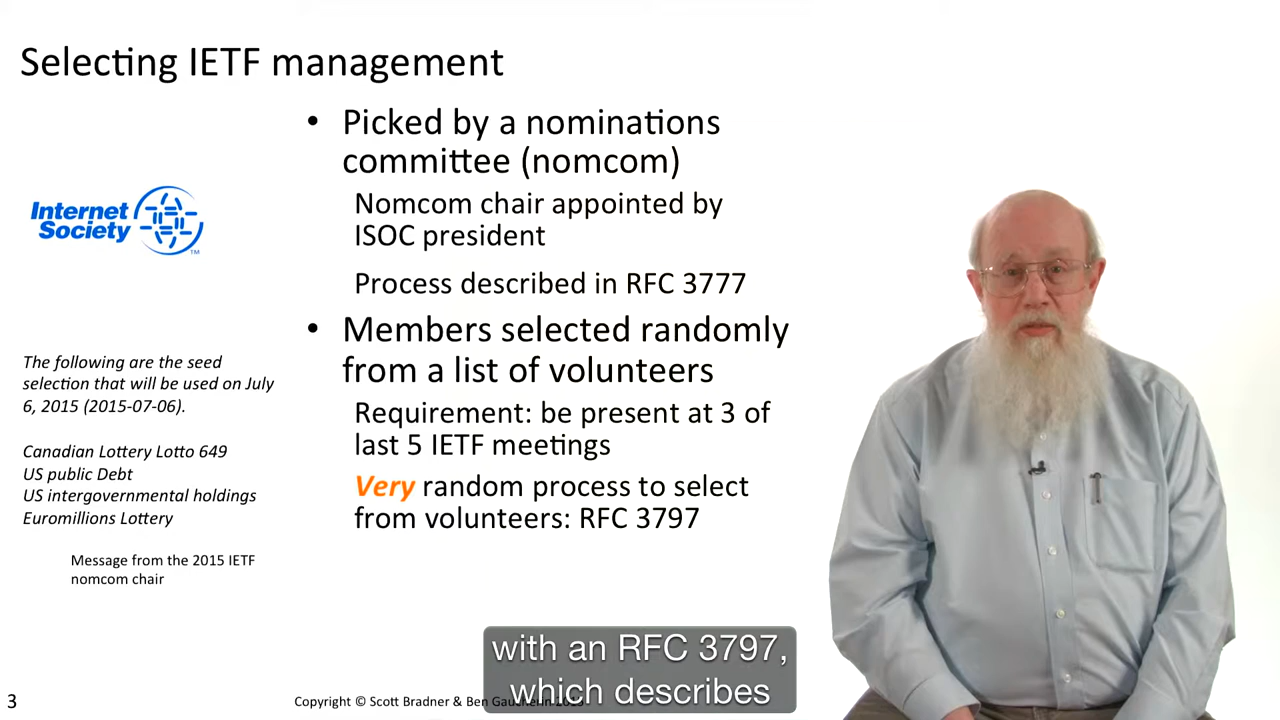 Selecting IETF management
• Picked by a nominations
committee (nomcom)
Nomcom chair appointed by
ISOC president
Process described in RFC 3777
• Members selected randomly
from a list of volunteers
Requirement: be present at 3 of
last 5 IETF meetings
Very random process to select
from volunteers: RFC 3797
Internet
Society
TM
The following are the seed
selection that will be used on July
6, 2015 (2015-07-06).
Canadian Lottery Lotto 649
US public Debt
US intergovernmental holdings
Euromillions Lottery
Message from the 2015 IETF
nomcom chair
with an RFC 3797,
which describes
3
Copyright © Scott Bradner & Ben